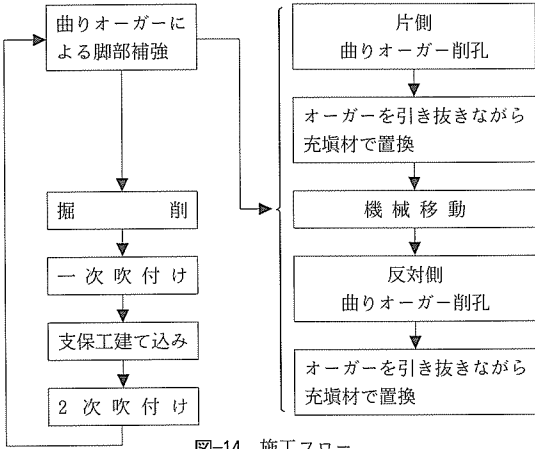 曲りオーガーに
よる脚部補強
掘削
一次吹付け
支保工建て込み
2次吹付け
片側
曲りオーガー削孔
オーガーを引き抜きながら
充塡材で置換
機械移動
反対側
曲りオーガー削孔
オーガーを引き抜きながら
充塡材で置換
図-14 施工フロー